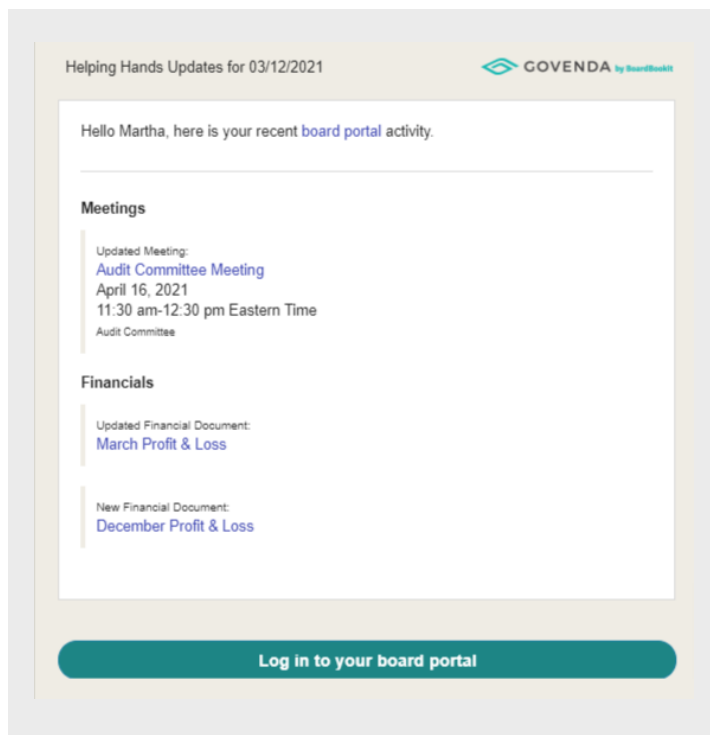 Helping Hands Updates for 03/12/2021
GOVENDA by BoardBookit
Hello Martha, here is your recent board portal activity.
Meetings
Updated Meeting:
Audit Committee Meeting
April 16, 2021
11:30 am-12:30 pm Eastern Time
Audit Committee
Financials
Updated Financial Document:
March Profit & Loss
New Financial Document:
December Profit & Loss
Log in to your board portal